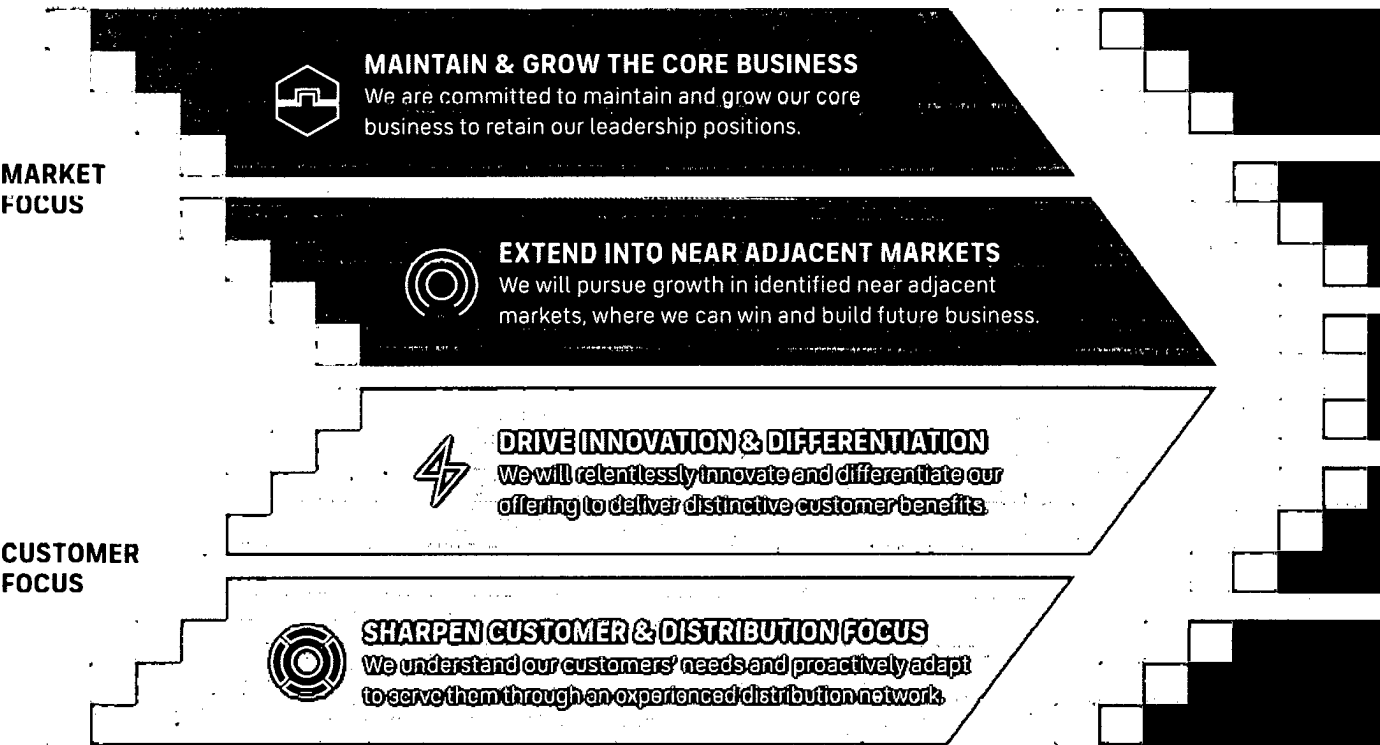 MAINTAIN & GROW THE CORE BUSINESS
We are committed to maintain and grow our core
business to retain our leadership positions.
MARKET
FOCUS
EXTEND INTO NEAR ADJACENT MARKETS
We will pursue growth in identified near adjacent
markets, where we can win and build future business.
DRIVE INNOVATION & DIFFERENTIATION
We will relentlessly innovate and differentiate our
offering to deliver distinctive customer benefits.
CUSTOMER
FOCUS
SHARPEN CUSTOMER & DISTRIBUTION FOCUS
We understand our customers' needs and proactively adapt
to serve them through an experienced distribution network.